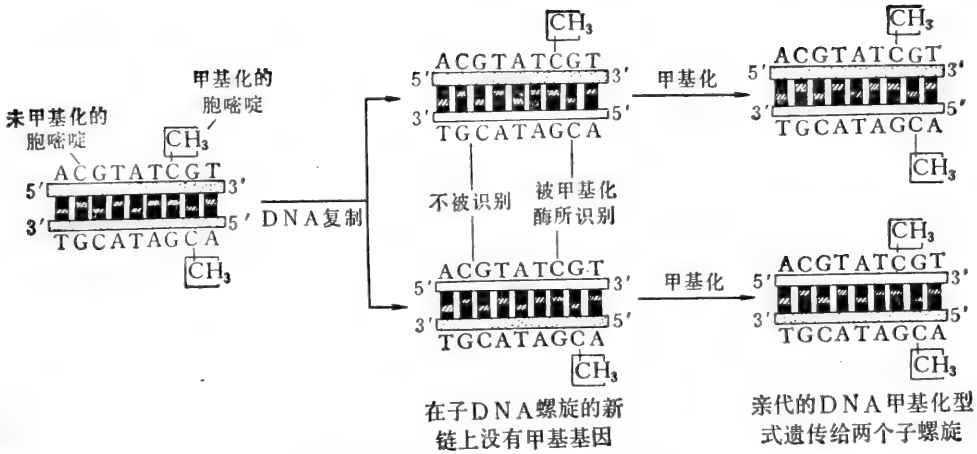 未甲基化的
胞嘧啶
甲基化的
胞嘧啶
CH₃
5′ ACGTATCGT 3′
3′ TGCATAGCA 5′
CH₃
DNA复制
CH₃
5′ ACGTATCGT 3′
3′ TGCATAGCA 5′
不被识别
被甲基化
酶所识别
5′ ACGTATCGT 3′
3′ TGCATAGCA 5′
CH₃
在子DNA螺旋的新
链上没有甲基基因
甲基化
CH₃
5′ ACGTATCGT 3′
3′ TGCATAGCA 5′
CH₃
甲基化
CH₃
5′ ACGTATCGT 3′
3′ TGCATAGCA 5′
CH₃
亲代的DNA甲基化型
式遗传给两个子螺旋